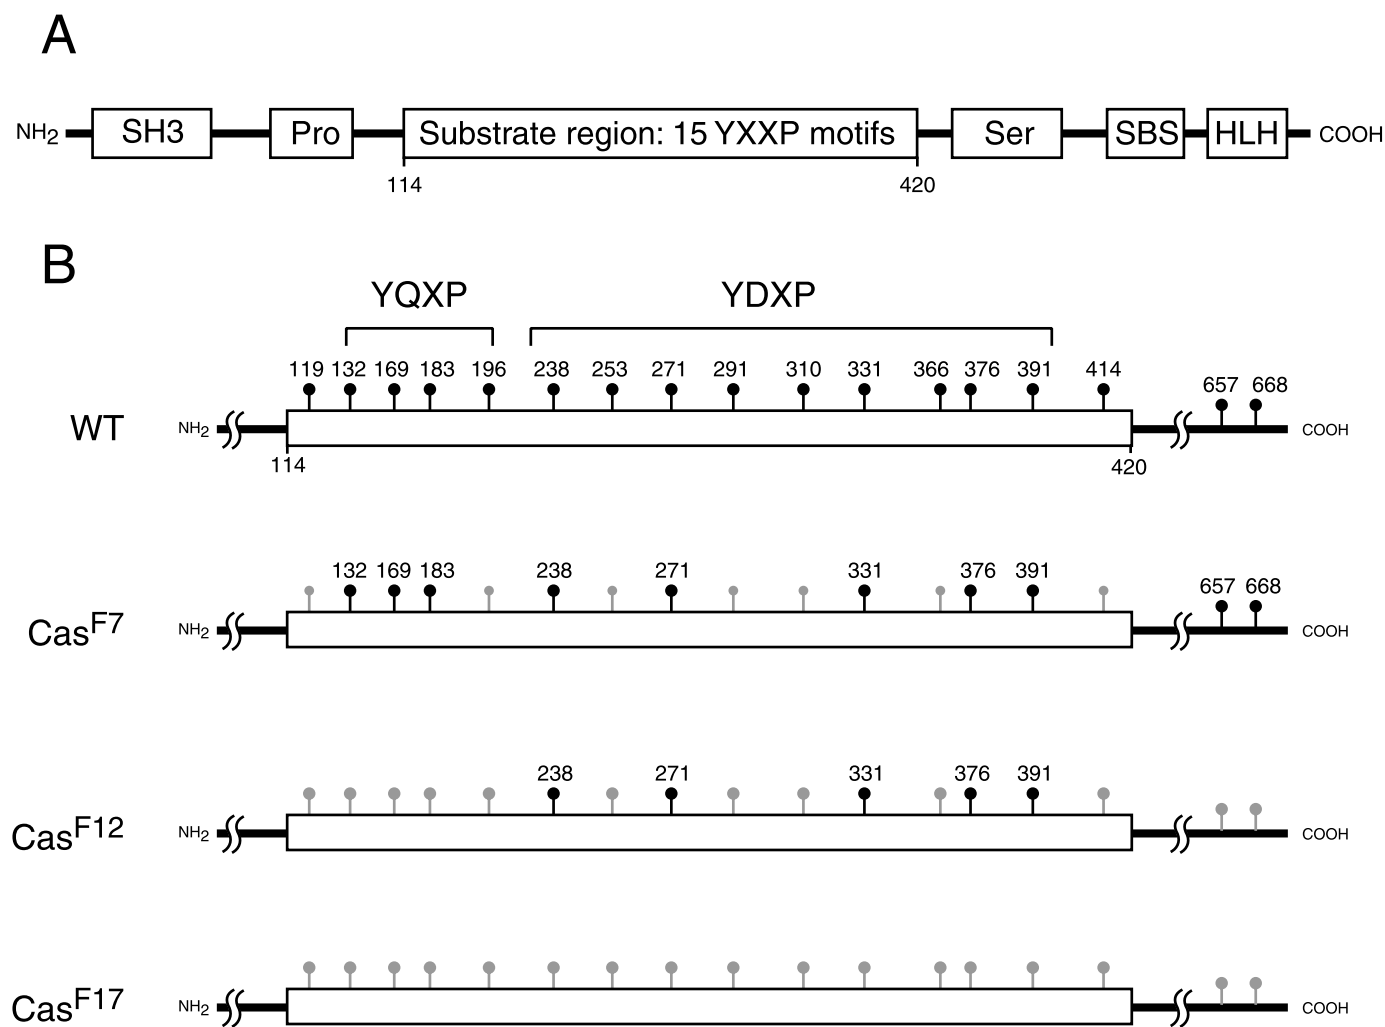 A
NH2 SH3 Pro Substrate region: 15 YXXP motifs Ser SBS HLH COOH
114 420
B
YQXP YDXP
119 132 169 183 196 238 253 271 291 310 331 366 376 391 414 657 668
WT NH2 COOH
114 420
132 169 183 238 271 331 376 391 657 668
CasF7 NH2 COOH
238 271 331 376 391
CasF12 NH2 COOH
CasF17 NH2 COOH